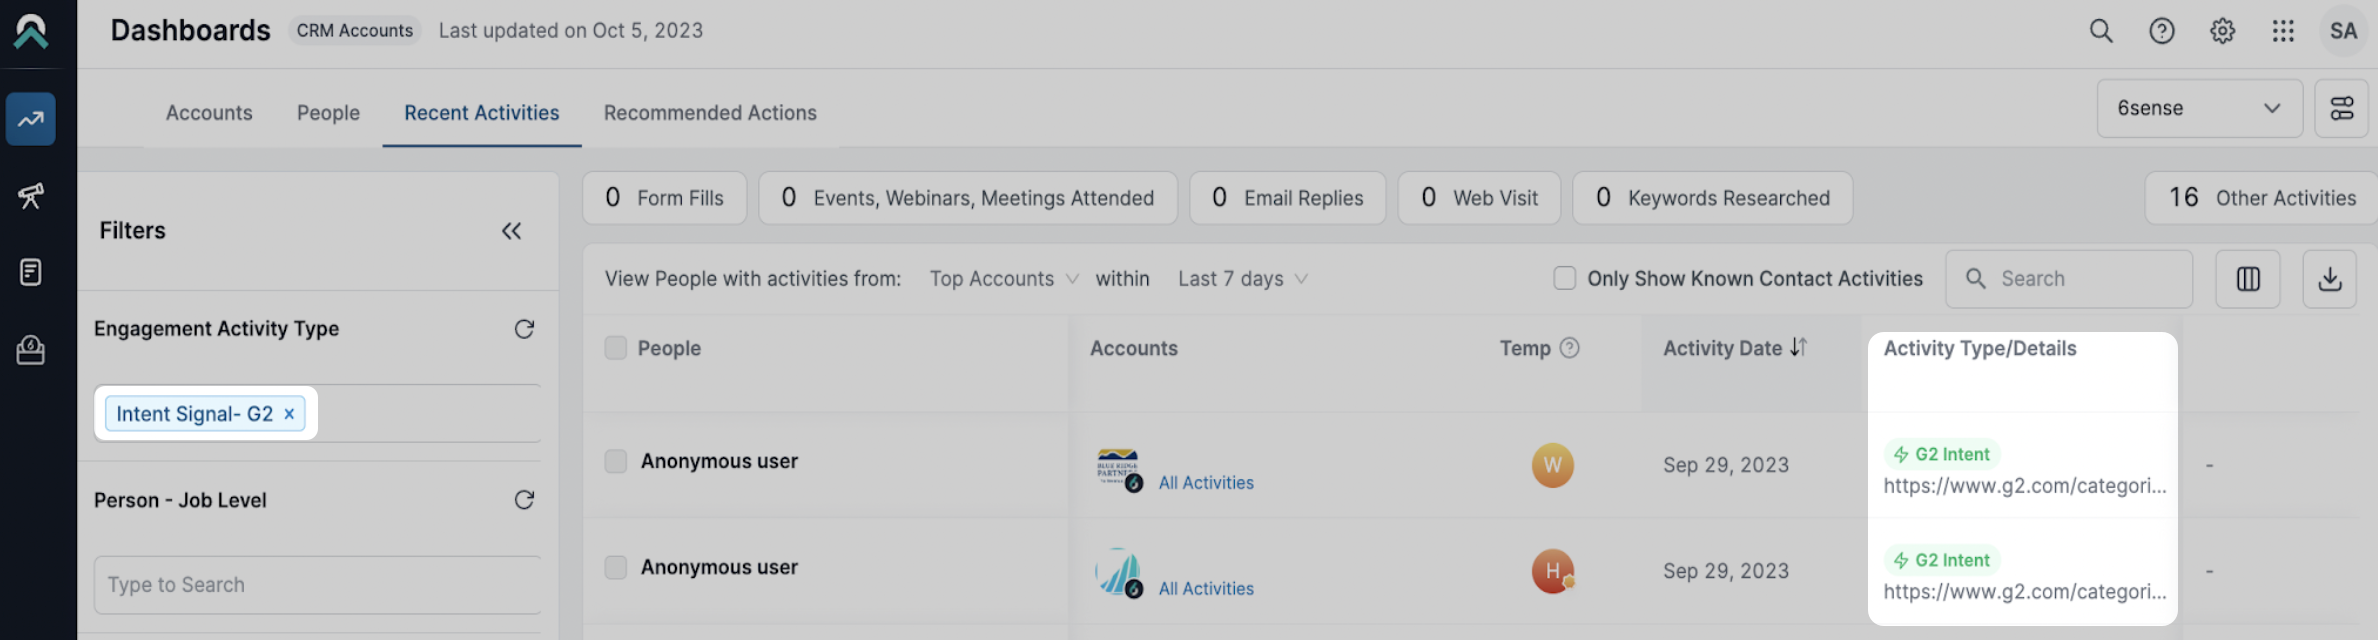 Dashboards CRM Accounts Last updated on Oct 5, 2023 SA
Accounts People Recent Activities Recommended Actions 6sense
0 Form Fills 0 Events, Webinars, Meetings Attended 0 Email Replies 0 Web Visit 0 Keywords Researched 16 Other Activities
Filters
View People with activities from: Top Accounts within Last 7 days Only Show Known Contact Activities Search
Engagement Activity Type
People Accounts Temp Activity Date Activity Type/Details
Intent Signal- G2 ×
Anonymous user BLUE RIDGE All Activities W Sep 29, 2023 G2 Intent -
https://www.g2.com/categori...
Person - Job Level
Type to Search
Anonymous user All Activities H Sep 29, 2023 G2 Intent -
https://www.g2.com/categori...